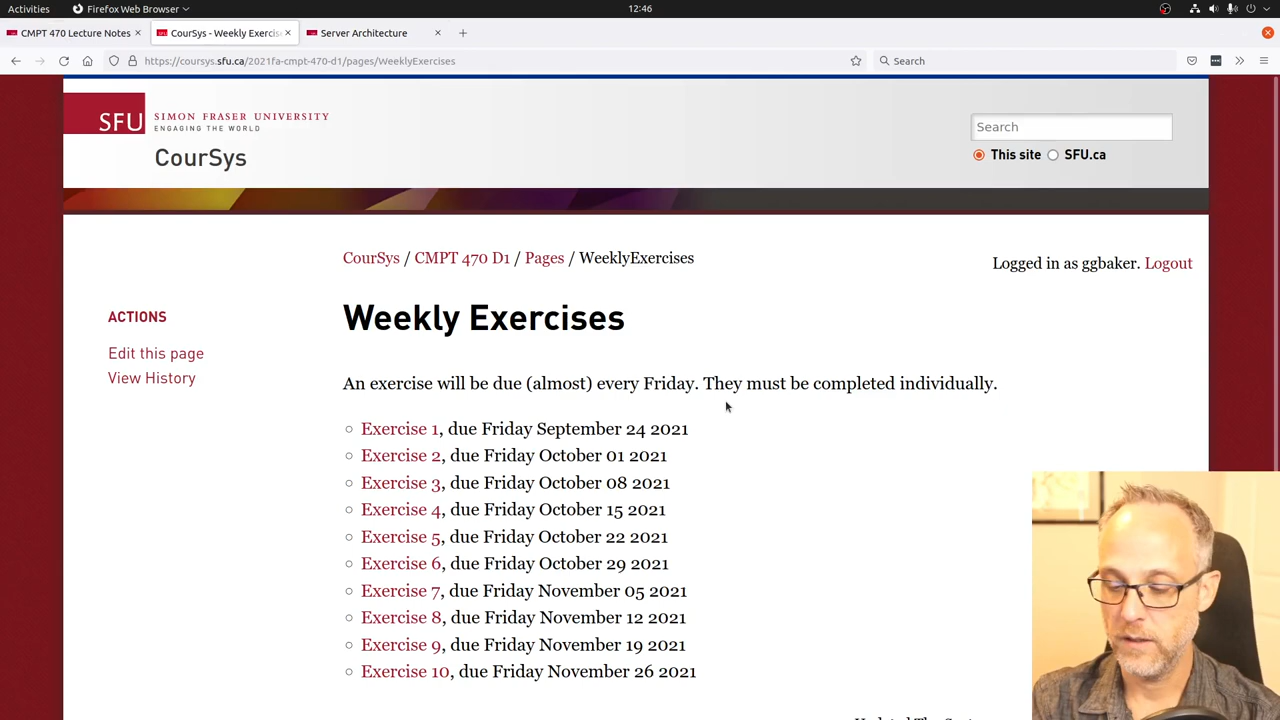 Activities
Firefox Web Browser
12:46
CMPT 470 Lecture Notes
CourSys - Weekly Exercis
Server Architecture
https://coursys.sfu.ca/2021fa-cmpt-470-d1/pages/WeeklyExercises
Search
SFU
SIMON FRASER UNIVERSITY
ENGAGING THE WORLD
CourSys
Search
This site
SFU.ca
CourSys / CMPT 470 D1 / Pages / WeeklyExercises
Logged in as ggbaker. Logout
ACTIONS
Edit this page
View History
Weekly Exercises
An exercise will be due (almost) every Friday. They must be completed individually.
Exercise 1, due Friday September 24 2021
Exercise 2, due Friday October 01 2021
Exercise 3, due Friday October 08 2021
Exercise 4, due Friday October 15 2021
Exercise 5, due Friday October 22 2021
Exercise 6, due Friday October 29 2021
Exercise 7, due Friday November 05 2021
Exercise 8, due Friday November 12 2021
Exercise 9, due Friday November 19 2021
Exercise 10, due Friday November 26 2021